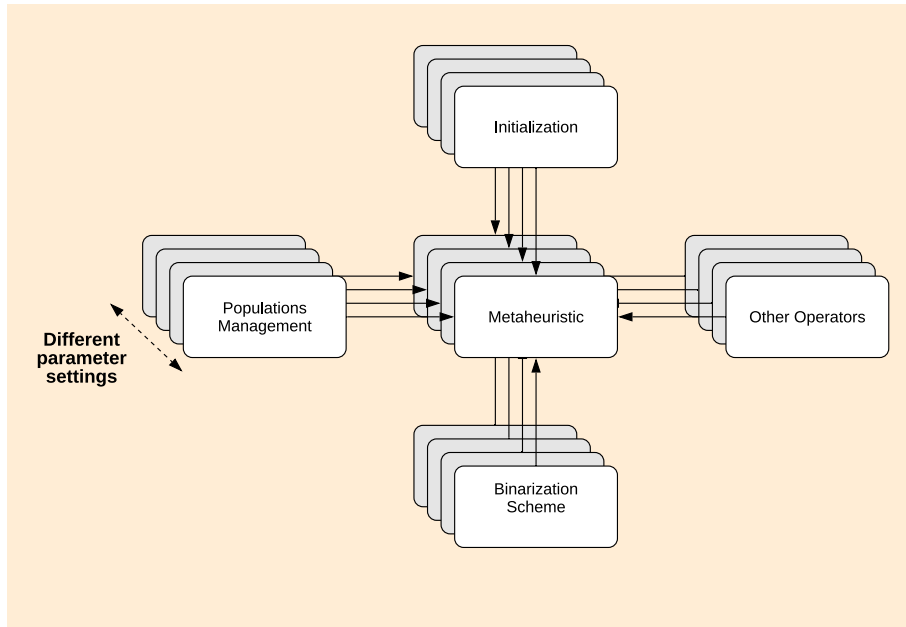 Initialization
Populations
Management
Metaheuristic
Other Operators
Different
parameter
settings
Binarization
Scheme